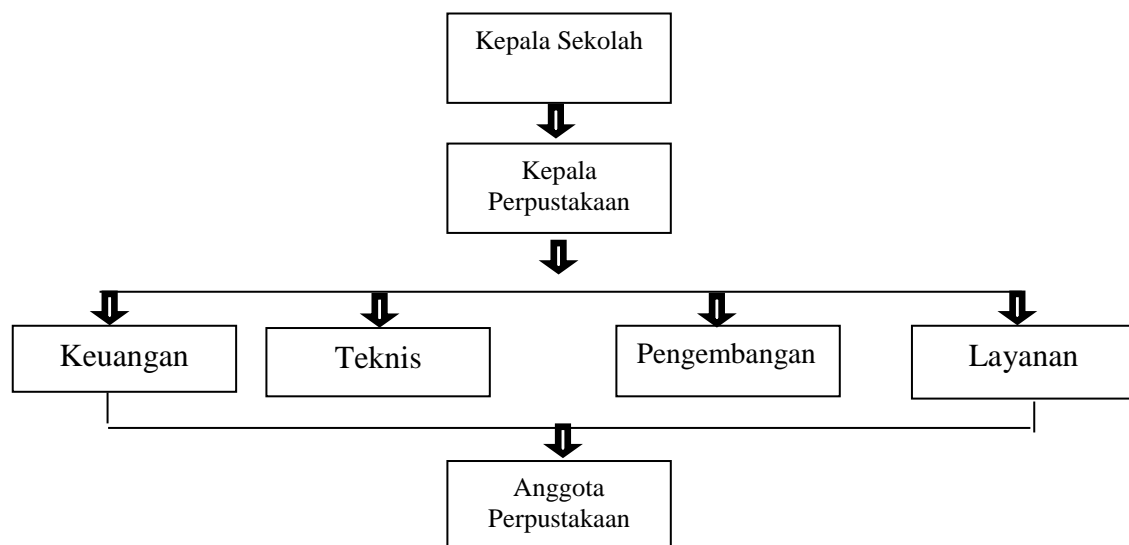 Kepala Sekolah
Kepala
Perpustakaan
Keuangan
Teknis
Pengembangan
Layanan
Anggota
Perpustakaan